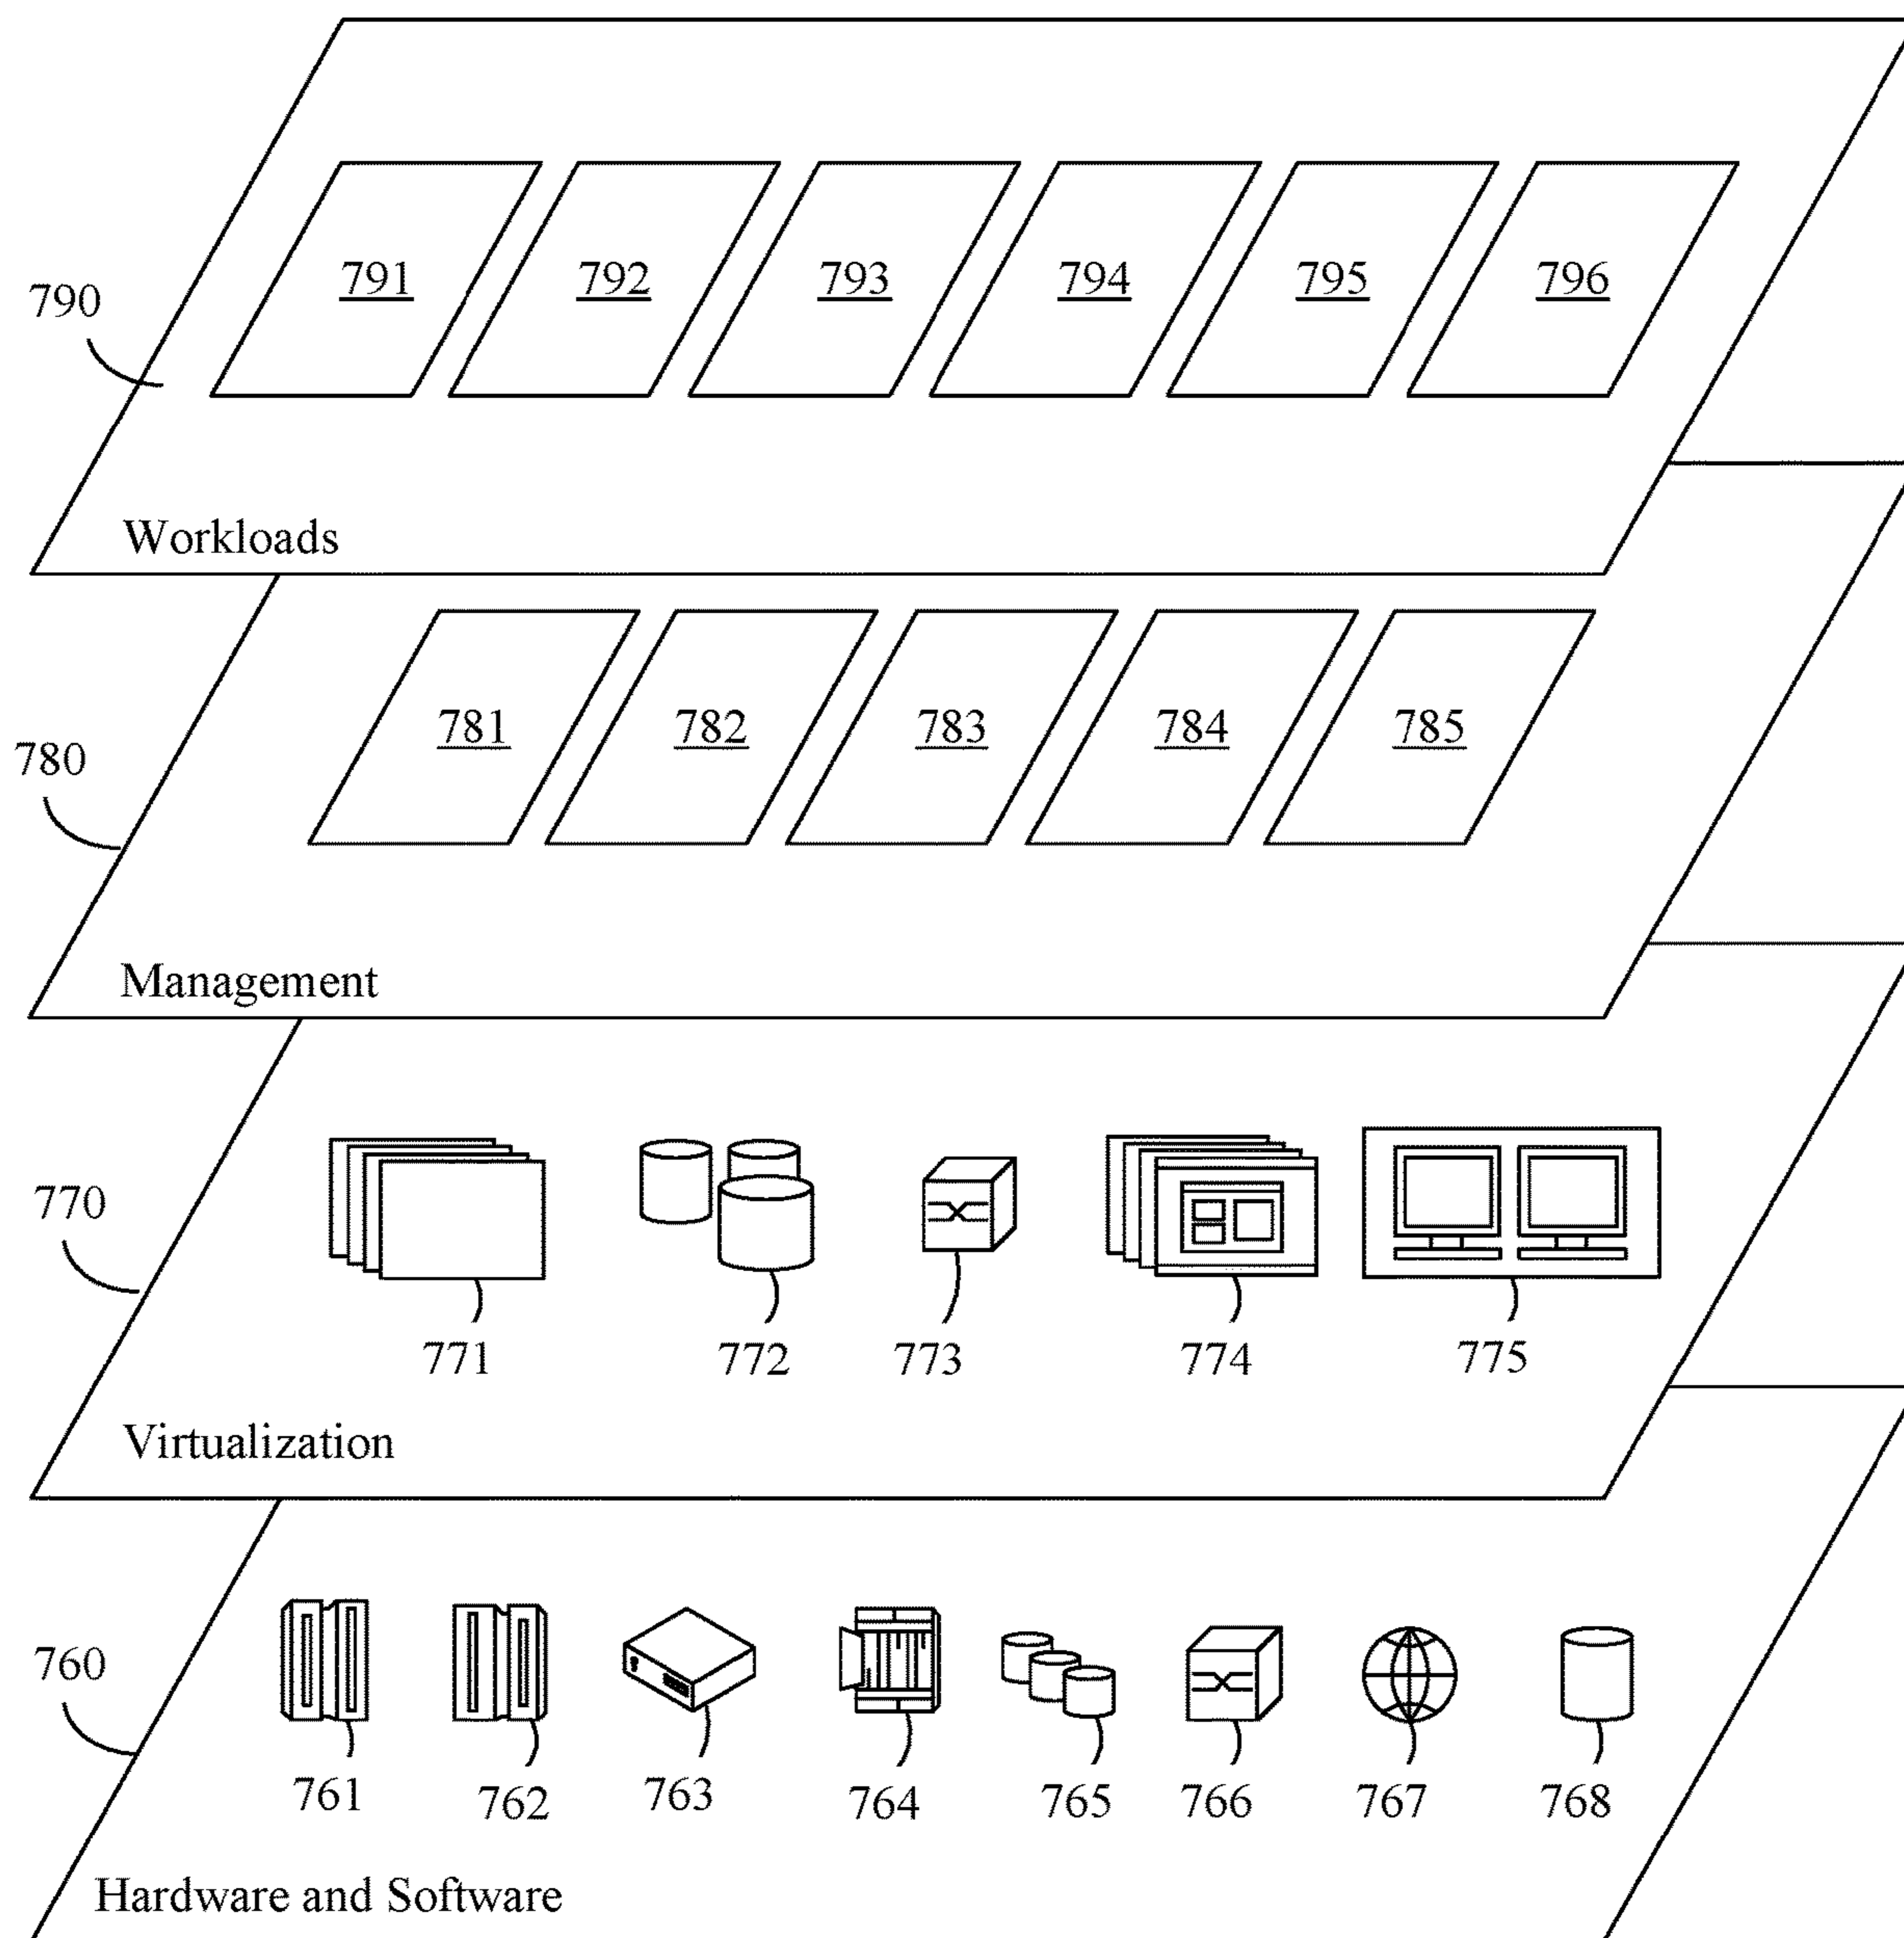 791 792 793 794 795 796
790
Workloads
781 782 783 784 785
780
Management
770
771 772 773 774 775
Virtualization
760
761 762 763 764 765 766 767 768
Hardware and Software